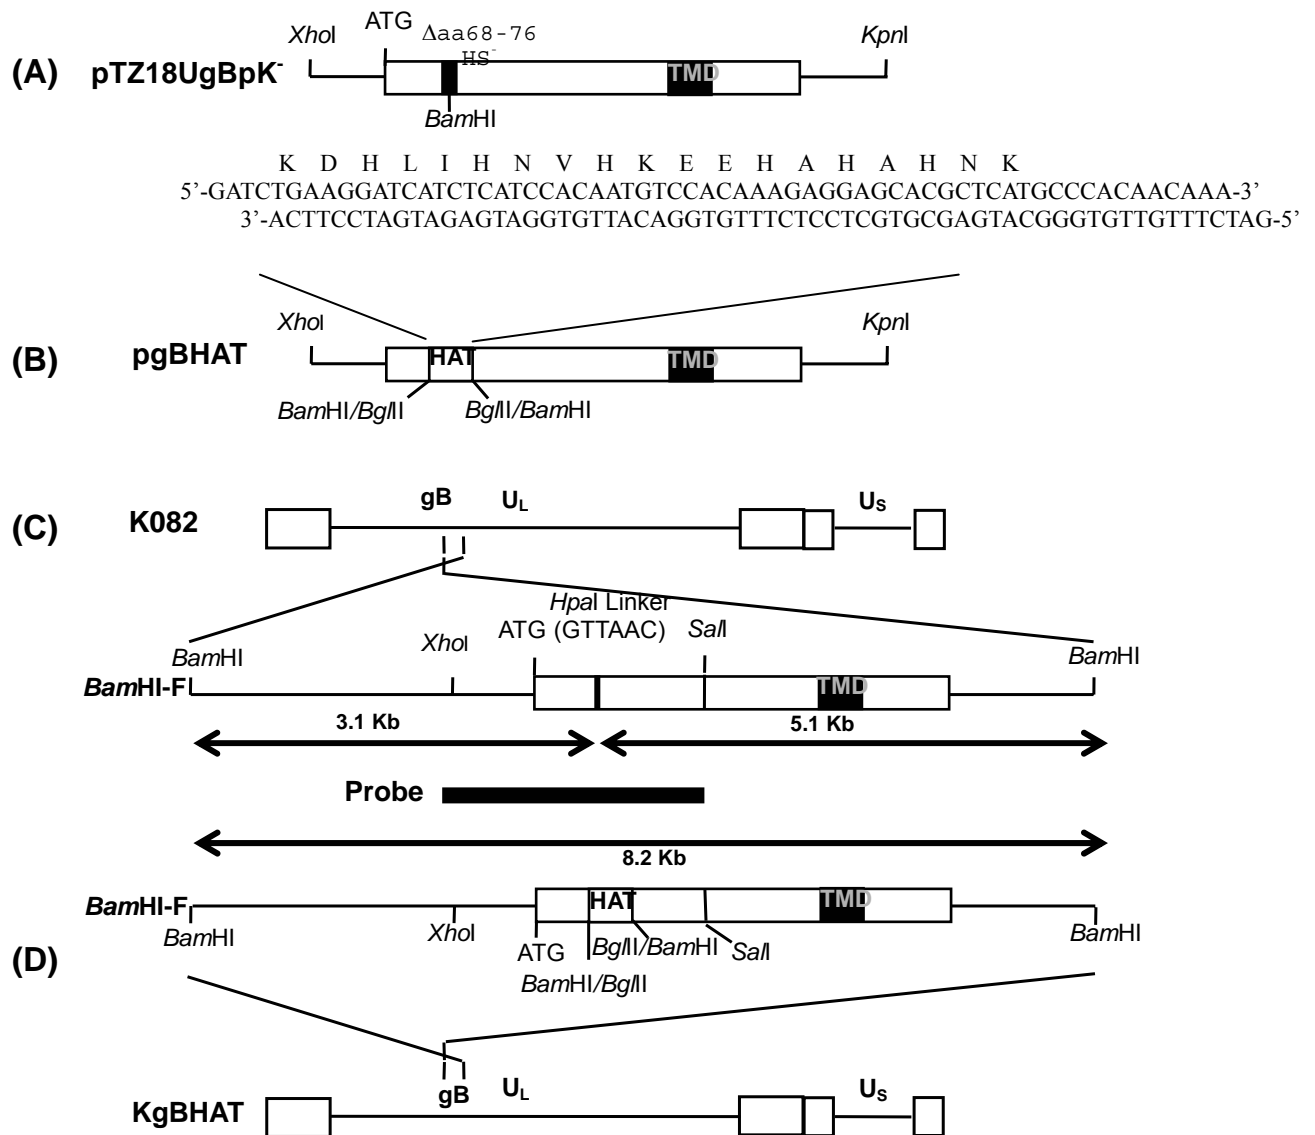 ATG
XhoI
Δaa68-76
KpnI
HS-
(A) pTZ18UgBpK-
TMD
BamHI
K D H L I H N V H K E E H A H A H N K
5’-GATCTGAAGGATCATCTCATCCACAATGTCCACAAAGAGGAGCACGCTCATGCCCACAACAAA-3’
3’-ACTTCCTAGTAGAGTAGGTGTTACAGGTGTTTCTCCTCGTGCGAGTACGGGTGTTGTTTCTAG-5’
XhoI
KpnI
(B) pgBHAT
HAT
TMD
BamHI/BglII
BglII/BamHI
gB UL US
(C) K082
HpaI Linker
ATG (GTTAAC) SalI
XhoI
BamHI
BamHI
BamHI-F
TMD
3.1 Kb
5.1 Kb
Probe
8.2 Kb
BamHI-F
HAT
TMD
BamHI
XhoI
ATG
BglII/BamHI
SalI
BamHI
BamHI/BglII
(D)
gB UL US
KgBHAT